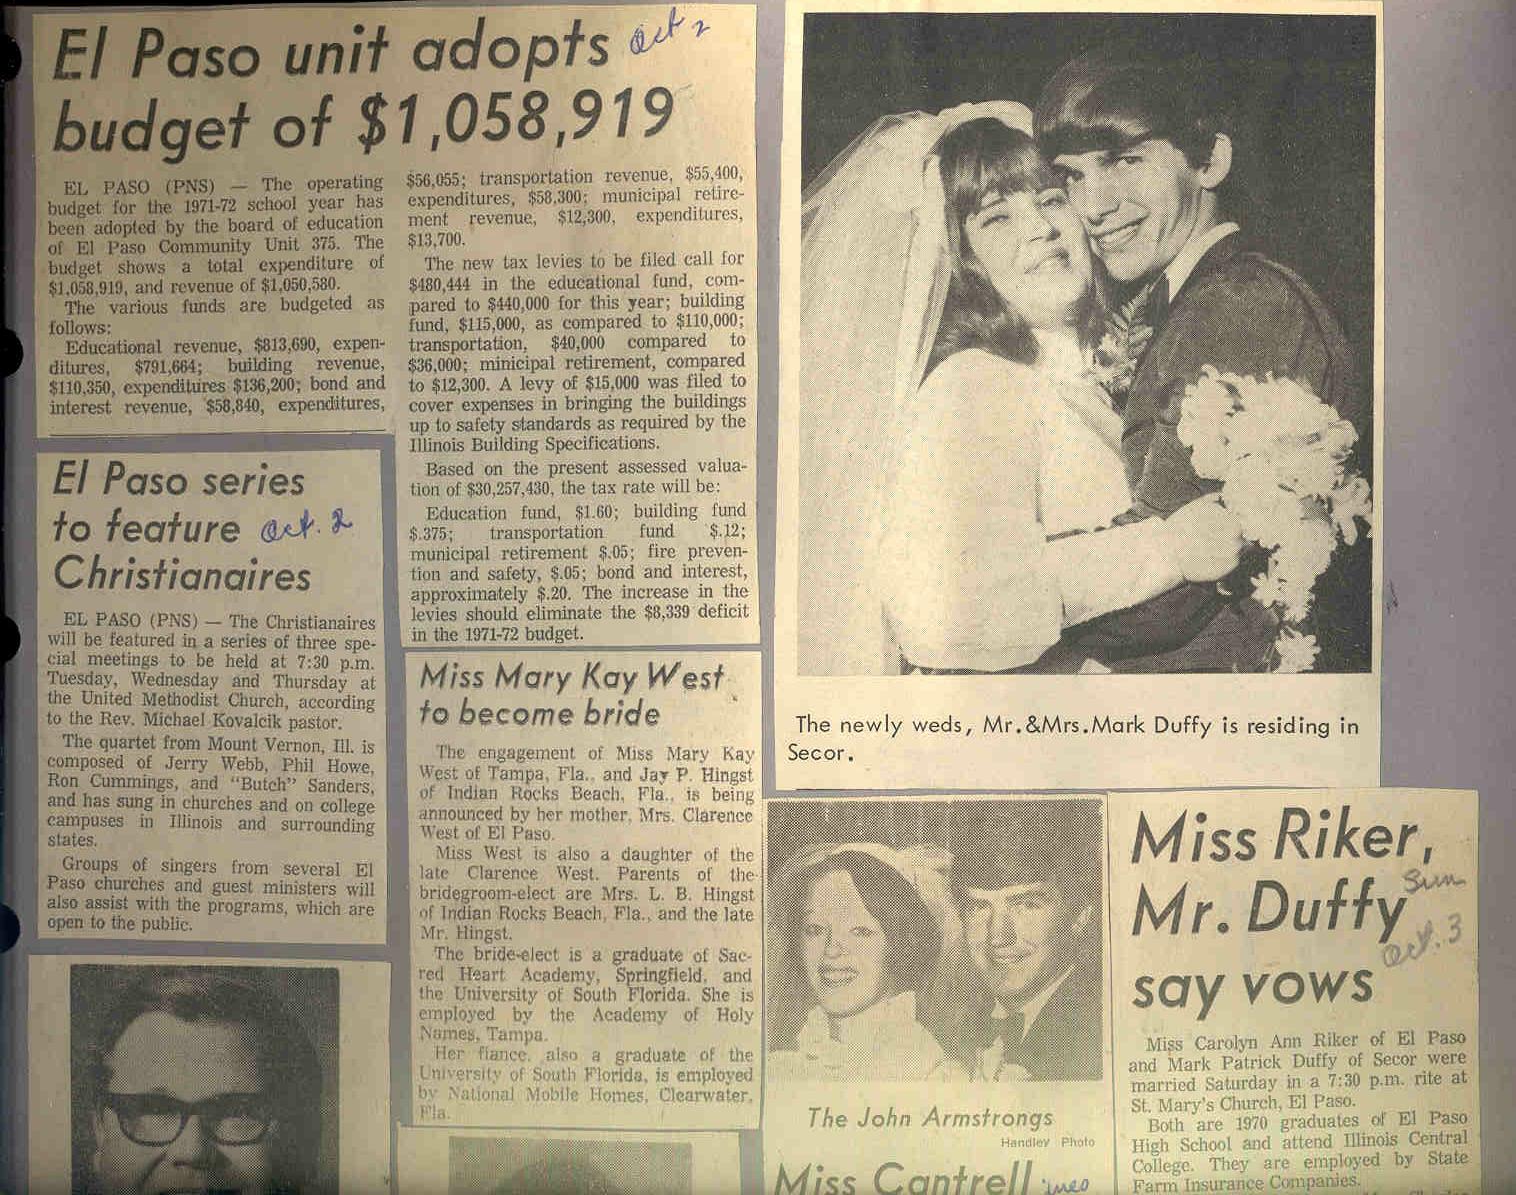 El Paso unit adopts Oct 2
budget of $1,058,919
EL PASO (PNS) — The operating
budget for the 1971-72 school year has
been adopted by the board of education
of El Paso Community Unit 375. The
budget shows a total expenditure of
$1,058,919, and revenue of $1,050,580.
The various funds are budgeted as
follows:
Educational revenue, $813,690, expen-
ditures, $791,664; building revenue,
$110,350, expenditures $136,200; bond and
interest revenue, $58,840, expenditures,
$56,055; transportation revenue, $55,400,
expenditures, $58,300; municipal retire-
ment revenue, $12,300, expenditures,
$13,700.
The new tax levies to be filed call for
$480,444 in the educational fund, com-
pared to $440,000 for this year; building
fund, $115,000, as compared to $110,000;
transportation, $40,000 compared to
$36,000; minicipal retirement, compared
to $12,300. A levy of $15,000 was filed to
cover expenses in bringing the buildings
up to safety standards as required by the
Illinois Building Specifications.
Based on the present assessed valua-
tion of $30,257,430, the tax rate will be:
Education fund, $1.60; building fund
$.375; transportation fund $.12;
municipal retirement $.05; fire preven-
tion and safety, $.05; bond and interest,
approximately $.20. The increase in the
levies should eliminate the $8,339 deficit
in the 1971-72 budget.
El Paso series
to feature Oct. 2
Christianaires
EL PASO (PNS) — The Christianaires
will be featured in a series of three spe-
cial meetings to be held at 7:30 p.m.
Tuesday, Wednesday and Thursday at
the United Methodist Church, according
to the Rev. Michael Kovalcik pastor.
The quartet from Mount Vernon, Ill. is
composed of Jerry Webb, Phil Howe,
Ron Cummings, and "Butch" Sanders,
and has sung in churches and on college
campuses in Illinois and surrounding
states.
Groups of singers from several El
Paso churches and guest ministers will
also assist with the programs, which are
open to the public.
Miss Mary Kay West
to become bride
The engagement of Miss Mary Kay
West of Tampa, Fla., and Jay P. Hingst
of Indian Rocks Beach, Fla., is being
announced by her mother, Mrs. Clarence
West of El Paso.
Miss West is also a daughter of the
late Clarence West. Parents of the
bridegroom-elect are Mrs. L. B. Hingst
of Indian Rocks Beach, Fla., and the late
Mr. Hingst.
The bride-elect is a graduate of Sac-
red Heart Academy, Springfield, and
the University of South Florida. She is
employed by the Academy of Holy
Names, Tampa.
Her fiance, also a graduate of the
University of South Florida, is employed
by National Mobile Homes, Clearwater,
Fla.
The newly weds, Mr.&Mrs.Mark Duffy is residing in
Secor.
The John Armstrongs
Handley Photo
Miss Cantrell
Miss Riker,
Mr. Duffy Sun
Oct. 3
say vows
Miss Carolyn Ann Riker of El Paso
and Mark Patrick Duffy of Secor were
married Saturday in a 7:30 p.m. rite at
St. Mary's Church, El Paso.
Both are 1970 graduates of El Paso
High School and attend Illinois Central
College. They are employed by State
Farm Insurance Companies.